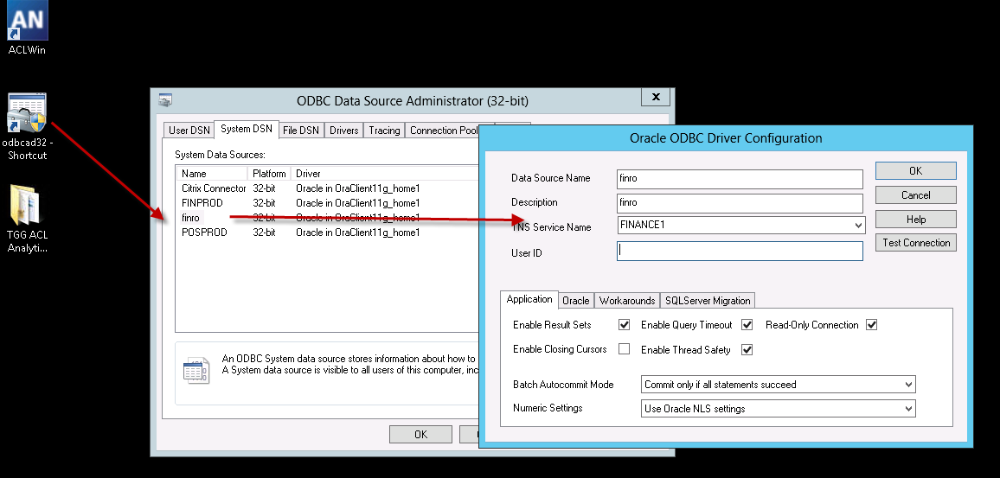 AN
ACLWin
odbcad32 -
Shortcut
TGG ACL
Analyti...
ODBC Data Source Administrator (32-bit)
x
User DSN System DSN File DSN Drivers Tracing Connection Pool
System Data Sources:
Name Platform Driver
Citrix Connector 32-bit Oracle in OraClient11g_home1
FINPROD 32-bit Oracle in OraClient11g_home1
finro 32-bit Oracle in OraClient11g_home1
POSPROD 32-bit Oracle in OraClient11g_home1
An ODBC System data source stores information about how to
A System data source is visible to all users of this computer, inc
OK
Oracle ODBC Driver Configuration
Data Source Name finro
Description finro
TNS Service Name FINANCE1
User ID
OK
Cancel
Help
Test Connection
Application Oracle Workarounds SQLServer Migration
Enable Result Sets Enable Query Timeout Read-Only Connection
Enable Closing Cursors Enable Thread Safety
Batch Autocommit Mode Commit only if all statements succeed
Numeric Settings Use Oracle NLS settings